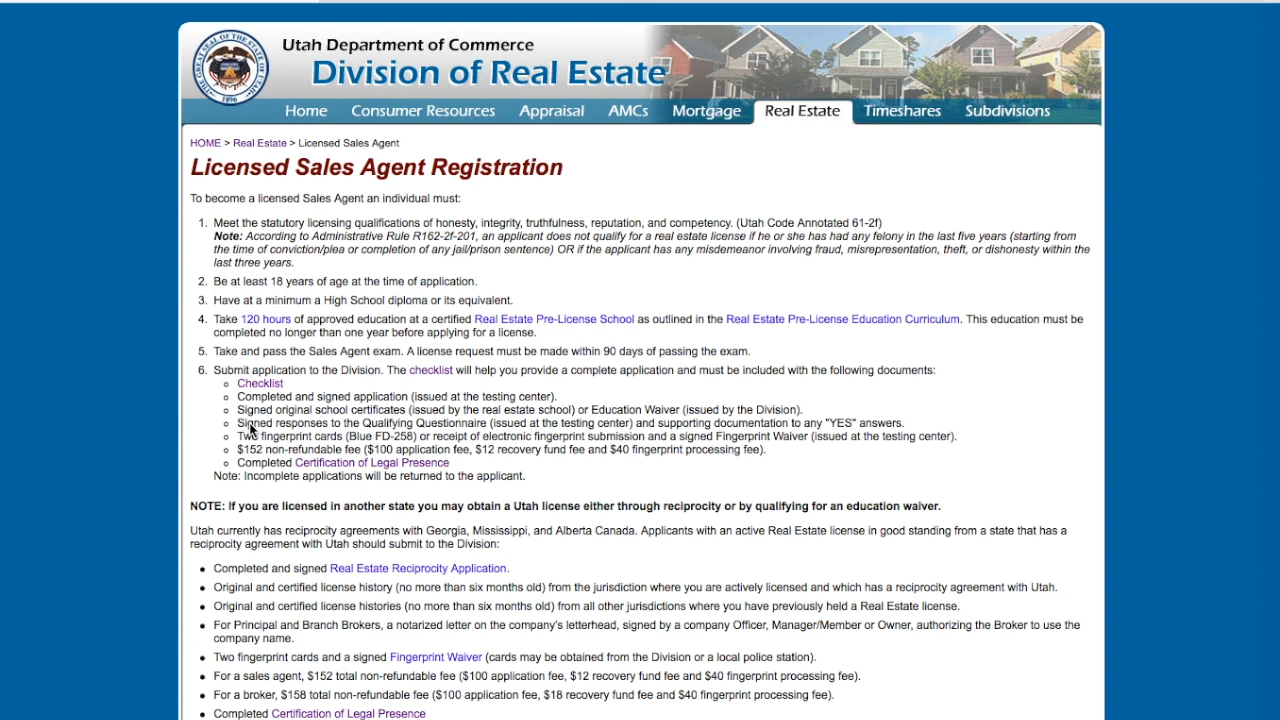 Utah Department of Commerce
Division of Real Estate
Home Consumer Resources Appraisal AMCs Mortgage Real Estate Timeshares Subdivisions
HOME > Real Estate > Licensed Sales Agent
Licensed Sales Agent Registration
To become a licensed Sales Agent an individual must:
1. Meet the statutory licensing qualifications of honesty, integrity, truthfulness, reputation, and competency. (Utah Code Annotated 61-2f)
Note: According to Administrative Rule R162-2f-201, an applicant does not qualify for a real estate license if he or she has had any felony in the last five years (starting from
the time of conviction/plee or completion of any jail/prison sentence) OR if the applicant has any misdemeanor involving fraud, misrepresentation, theft, or dishonesty within the
last three years.
2. Be at least 18 years of age at the time of application.
3. Have at a minimum a High School diploma or its equivalent.
4. Take 120 hours of approved education at a certified Real Estate Pre-License School as outlined in the Real Estate Pre-License Education Curriculum. This education must be
completed no longer than one year before applying for a license.
5. Take and pass the Sales Agent exam. A license request must be made within 90 days of passing the exam.
6. Submit application to the Division. The checklist will help you provide a complete application and must be included with the following documents:
Checklist
Completed and signed application (issued at the testing center).
Signed original school certificates (issued by the real estate school) or Education Waiver (issued by the Division).
Signed responses to the Qualifying Questionnaire (issued at the testing center) and supporting documentation to any "YES" answers.
Two fingerprint cards (Blue FD-258) or receipt of electronic fingerprint submission and a signed Fingerprint Waiver (issued at the testing center).
$152 non-refundable fee ($100 application fee, $12 recovery fund fee and $40 fingerprint processing fee).
Completed Certification of Legal Presence
Note: Incomplete applications will be returned to the applicant.
NOTE: If you are licensed in another state you may obtain a Utah license either through reciprocity or by qualifying for an education waiver.
Utah currently has reciprocity agreements with Georgia, Mississippi, and Alberta Canada. Applicants with an active Real Estate license in good standing from a state that has a
reciprocity agreement with Utah should submit to the Division:
Completed and signed Real Estate Reciprocity Application.
Original and certified license history (no more than six months old) from the jurisdiction where you are actively licensed and which has a reciprocity agreement with Utah.
Original and certified license histories (no more than six months old) from all other jurisdictions where you have previously held a Real Estate license.
For Principal and Branch Brokers, a notarized letter on the company's letterhead, signed by a company Officer, Manager/Member or Owner, authorizing the Broker to use the
company name.
Two fingerprint cards and a signed Fingerprint Waiver (cards may be obtained from the Division or a local police station).
For a sales agent, $152 total non-refundable fee ($100 application fee, $12 recovery fund fee and $40 fingerprint processing fee).
For a broker, $158 total non-refundable fee ($100 application fee, $18 recovery fund fee and $40 fingerprint processing fee).
Completed Certification of Legal Presence